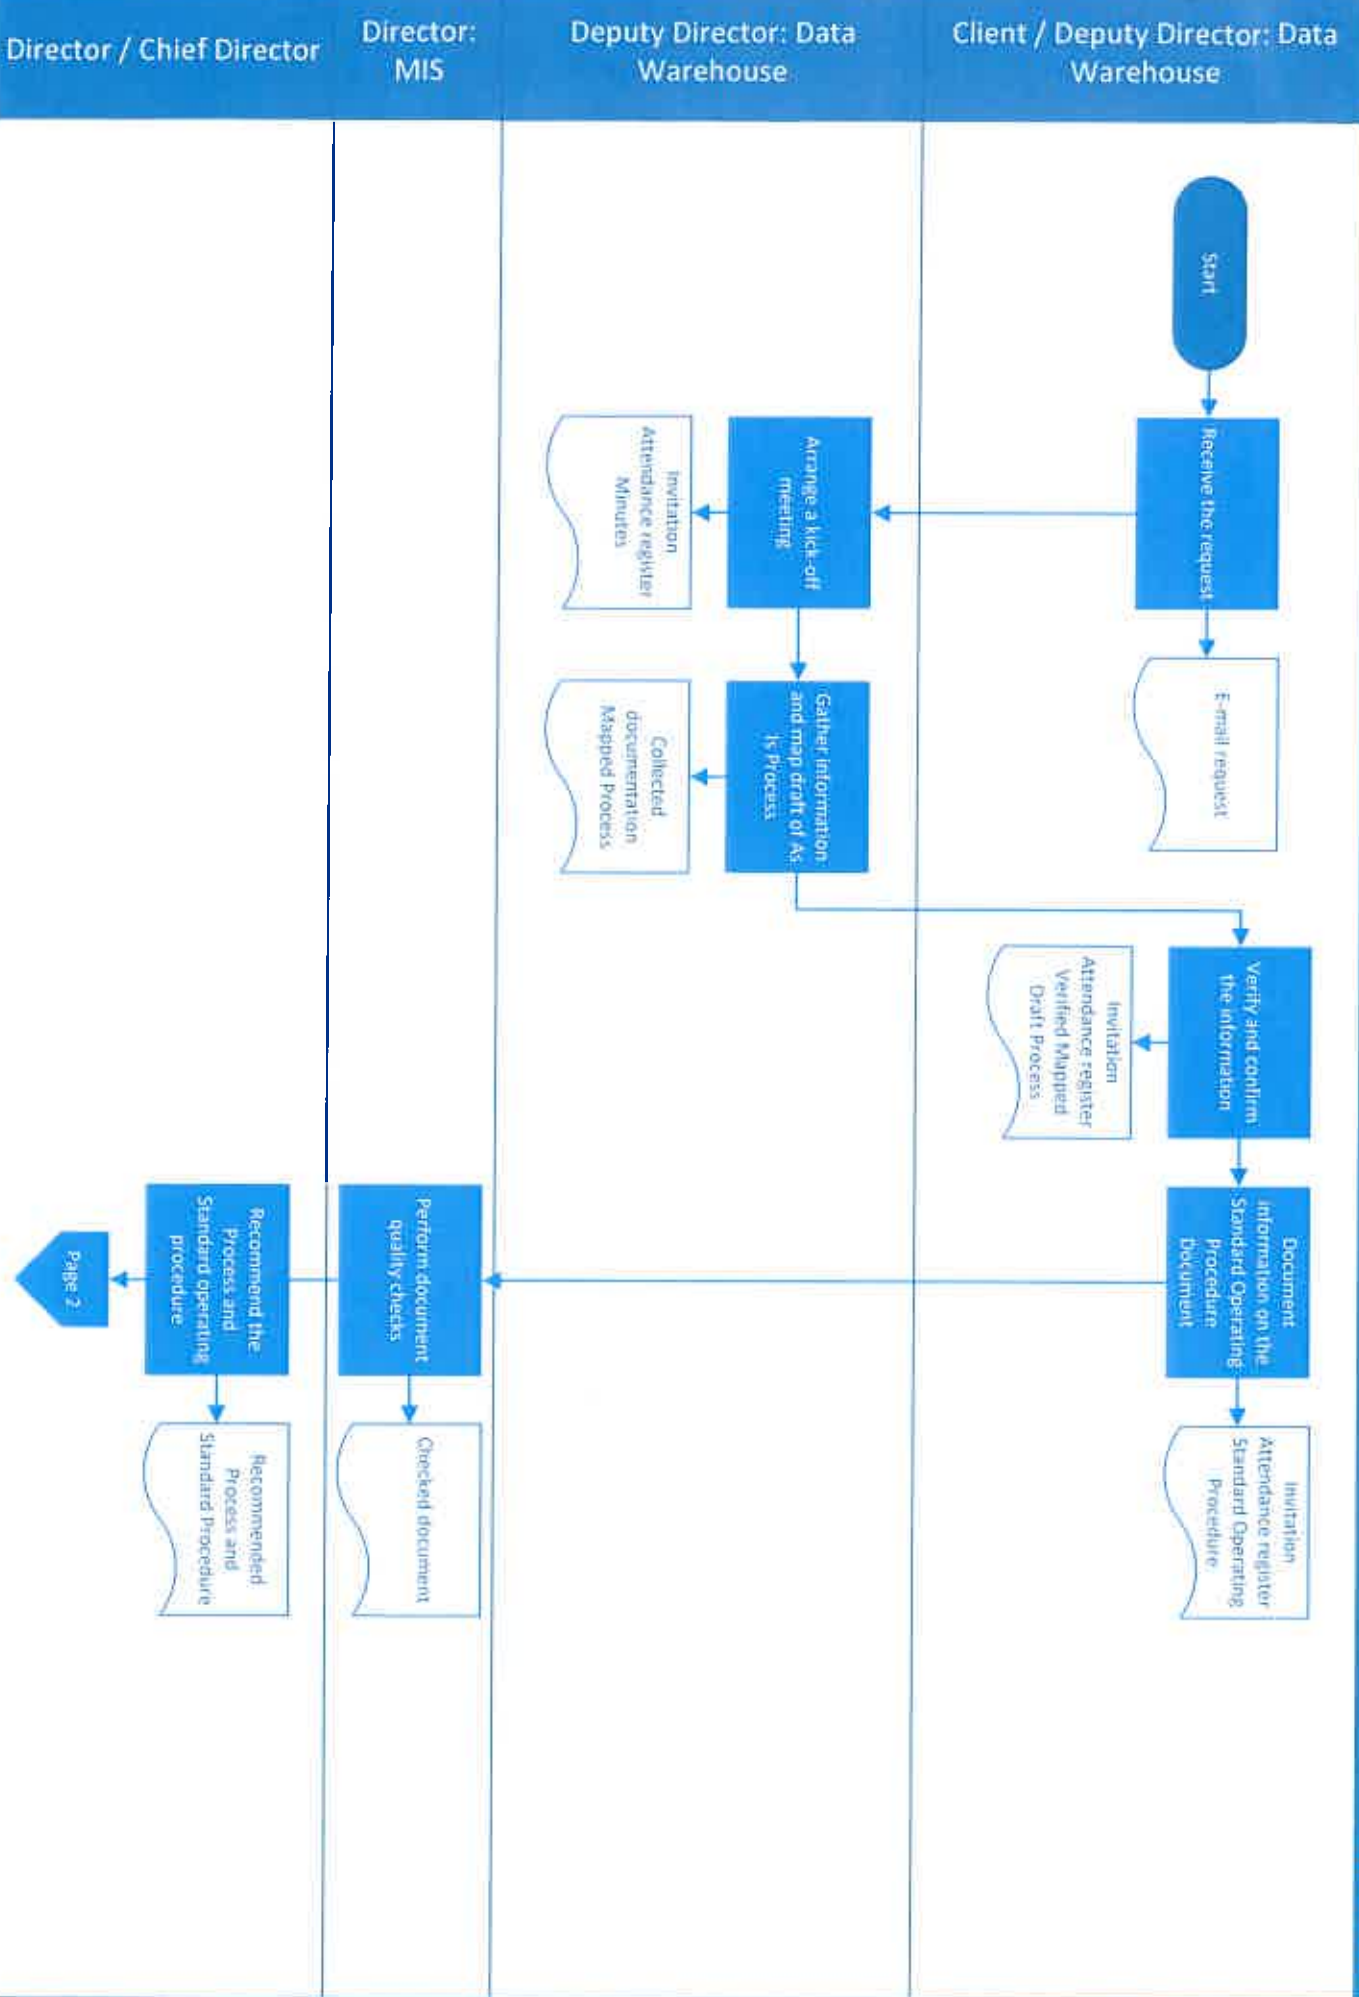 Client / Deputy Director: Data
Warehouse
Deputy Director: Data
Warehouse
Director:
MIS
Director / Chief Director
Start
Receive the request
E-mail request
Arrange a kick-off
meeting
Invitation
Attendance register
Minutes
Gather information
and map draft of As
Is Process
Collected
documentation
Mapped Process
Verify and confirm
the information
Invitation
Attendance register
Verified Mapped
Draft Process
Document
information on the
Standard Operating
Procedure
Document
Invitation
Attendance register
Standard Operating
Procedure
Perform document
quality checks
Checked document
Recommend the
Process and
Standard operating
procedure
Recommended
Process and
Standard Procedure
Page 2